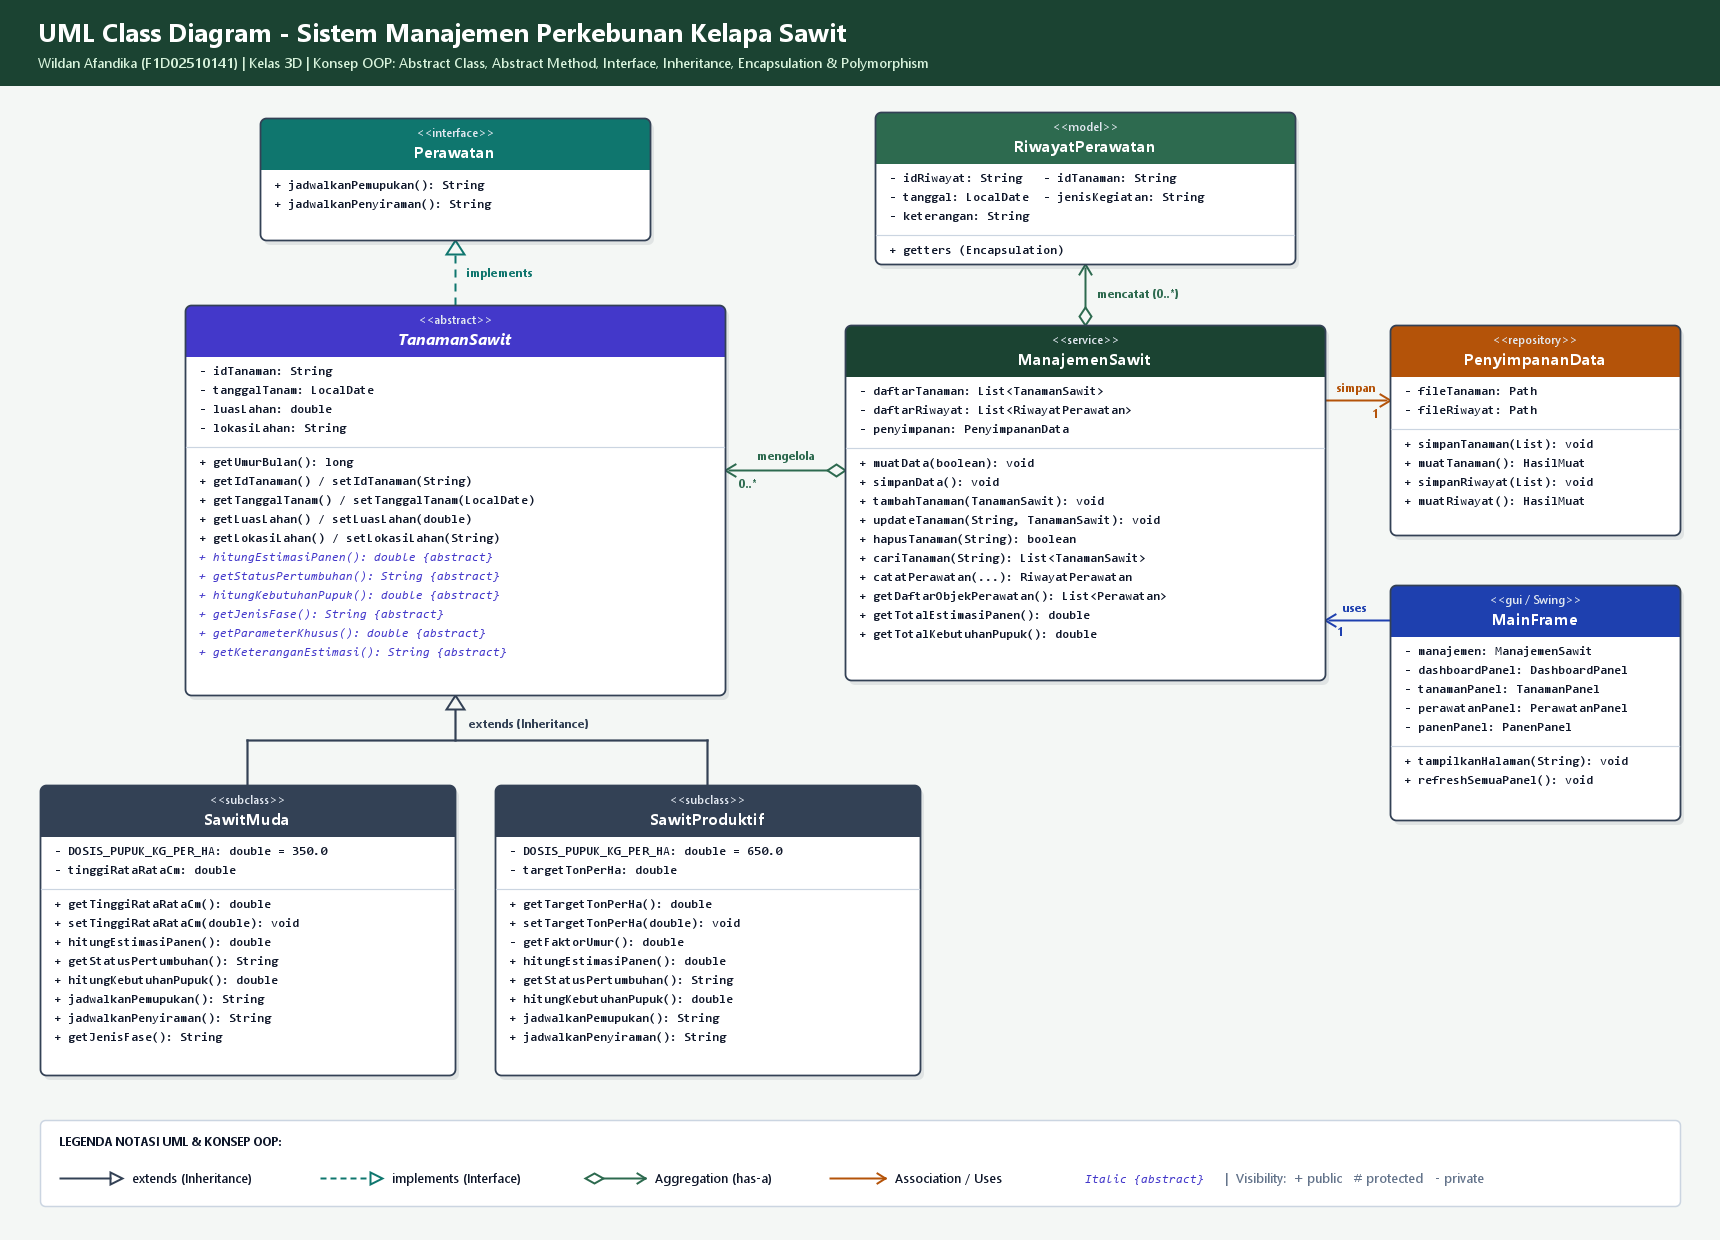 UML Class Diagram - Sistem Manajemen Perkebunan Kelapa Sawit
Wildan Afandika (F1D02510141) | Kelas 3D | Konsep OOP: Abstract Class, Abstract Method, Interface, Inheritance, Encapsulation & Polymorphism
<<interface>>
Perawatan
+ jadwalkanPemupukan(): String
+ jadwalkanPenyiraman(): String
implements
<<model>>
RiwayatPerawatan
- idRiwayat: String - idTanaman: String
- tanggal: LocalDate - jenisKegiatan: String
- keterangan: String
+ getters (Encapsulation)
mencatat (0..*)
<<abstract>>
TanamanSawit
- idTanaman: String
- tanggalTanam: LocalDate
- luasLahan: double
- lokasiLahan: String
+ getUmurBulan(): long
+ getIdTanaman() / setIdTanaman(String)
+ getTanggalTanam() / setTanggalTanam(LocalDate)
+ getLuasLahan() / setLuasLahan(double)
+ getLokasiLahan() / setLokasiLahan(String)
+ hitungEstimasiPanen(): double {abstract}
+ getStatusPertumbuhan(): String {abstract}
+ hitungKebutuhanPupuk(): double {abstract}
+ getJenisFase(): String {abstract}
+ getParameterKhusus(): double {abstract}
+ getKeteranganEstimasi(): String {abstract}
mengelola
0..*
<<service>>
ManajemenSawit
- daftarTanaman: List<TanamanSawit>
- daftarRiwayat: List<RiwayatPerawatan>
- penyimpanan: PenyimpananData
+ muatData(boolean): void
+ simpanData(): void
+ tambahTanaman(TanamanSawit): void
+ updateTanaman(String, TanamanSawit): void
+ hapusTanaman(String): boolean
+ cariTanaman(String): List<TanamanSawit>
+ catatPerawatan(...): RiwayatPerawatan
+ getDaftarObjekPerawatan(): List<Perawatan>
+ getTotalEstimasiPanen(): double
+ getTotalKebutuhanPupuk(): double
simpan
1
<<repository>>
PenyimpananData
- fileTanaman: Path
- fileRiwayat: Path
+ simpanTanaman(List): void
+ muatTanaman(): HasilMuat
+ simpanRiwayat(List): void
+ muatRiwayat(): HasilMuat
uses
1
<<gui / Swing>>
MainFrame
- manajemen: ManajemenSawit
- dashboardPanel: DashboardPanel
- tanamanPanel: TanamanPanel
- perawatanPanel: PerawatanPanel
- panenPanel: PanenPanel
+ tampilkanHalaman(String): void
+ refreshSemuaPanel(): void
extends (Inheritance)
<<subclass>>
SawitMuda
- DOSIS_PUPUK_KG_PER_HA: double = 350.0
- tinggiRataRataCm: double
+ getTinggiRataRataCm(): double
+ setTinggiRataRataCm(double): void
+ hitungEstimasiPanen(): double
+ getStatusPertumbuhan(): String
+ hitungKebutuhanPupuk(): double
+ jadwalkanPemupukan(): String
+ jadwalkanPenyiraman(): String
+ getJenisFase(): String
<<subclass>>
SawitProduktif
- DOSIS_PUPUK_KG_PER_HA: double = 650.0
- targetTonPerHa: double
+ getTargetTonPerHa(): double
+ setTargetTonPerHa(double): void
- getFaktorUmur(): double
+ hitungEstimasiPanen(): double
+ getStatusPertumbuhan(): String
+ hitungKebutuhanPupuk(): double
+ jadwalkanPemupukan(): String
+ jadwalkanPenyiraman(): String
LEGENDA NOTASI UML & KONSEP OOP:
extends (Inheritance) implements (Interface) Aggregation (has-a) Association / Uses Italic {abstract} | Visibility: + public # protected - private